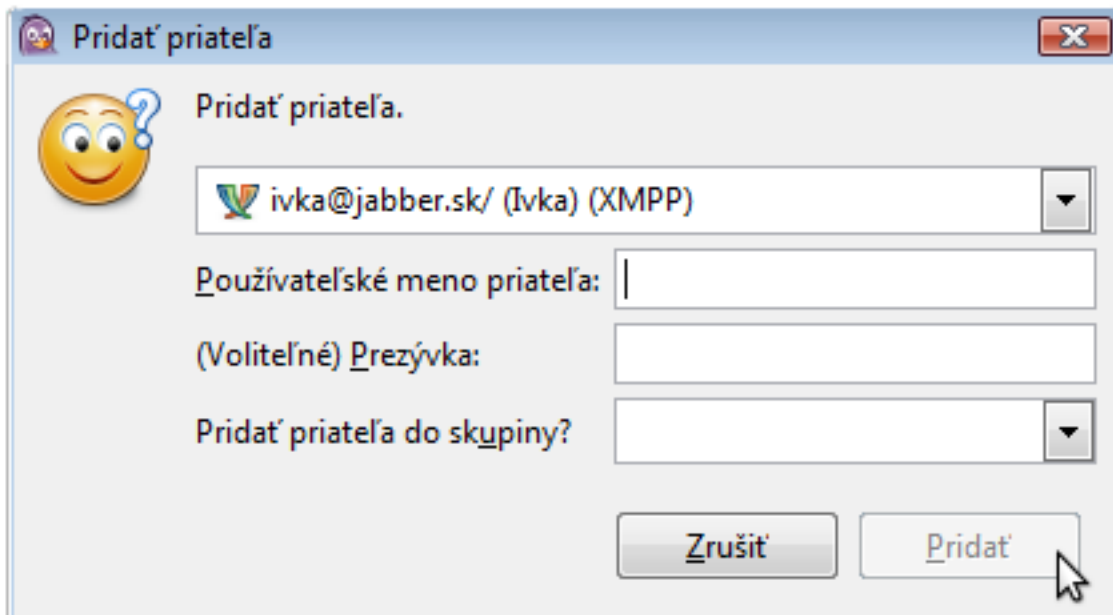 Pridať priateľa
Pridať priateľa.
ivka@jabber.sk/ (Ivka) (XMPP)
Používateľské meno priateľa:
(Voliteľné) Prezývka:
Pridať priateľa do skupiny?
Zrušiť
Pridať